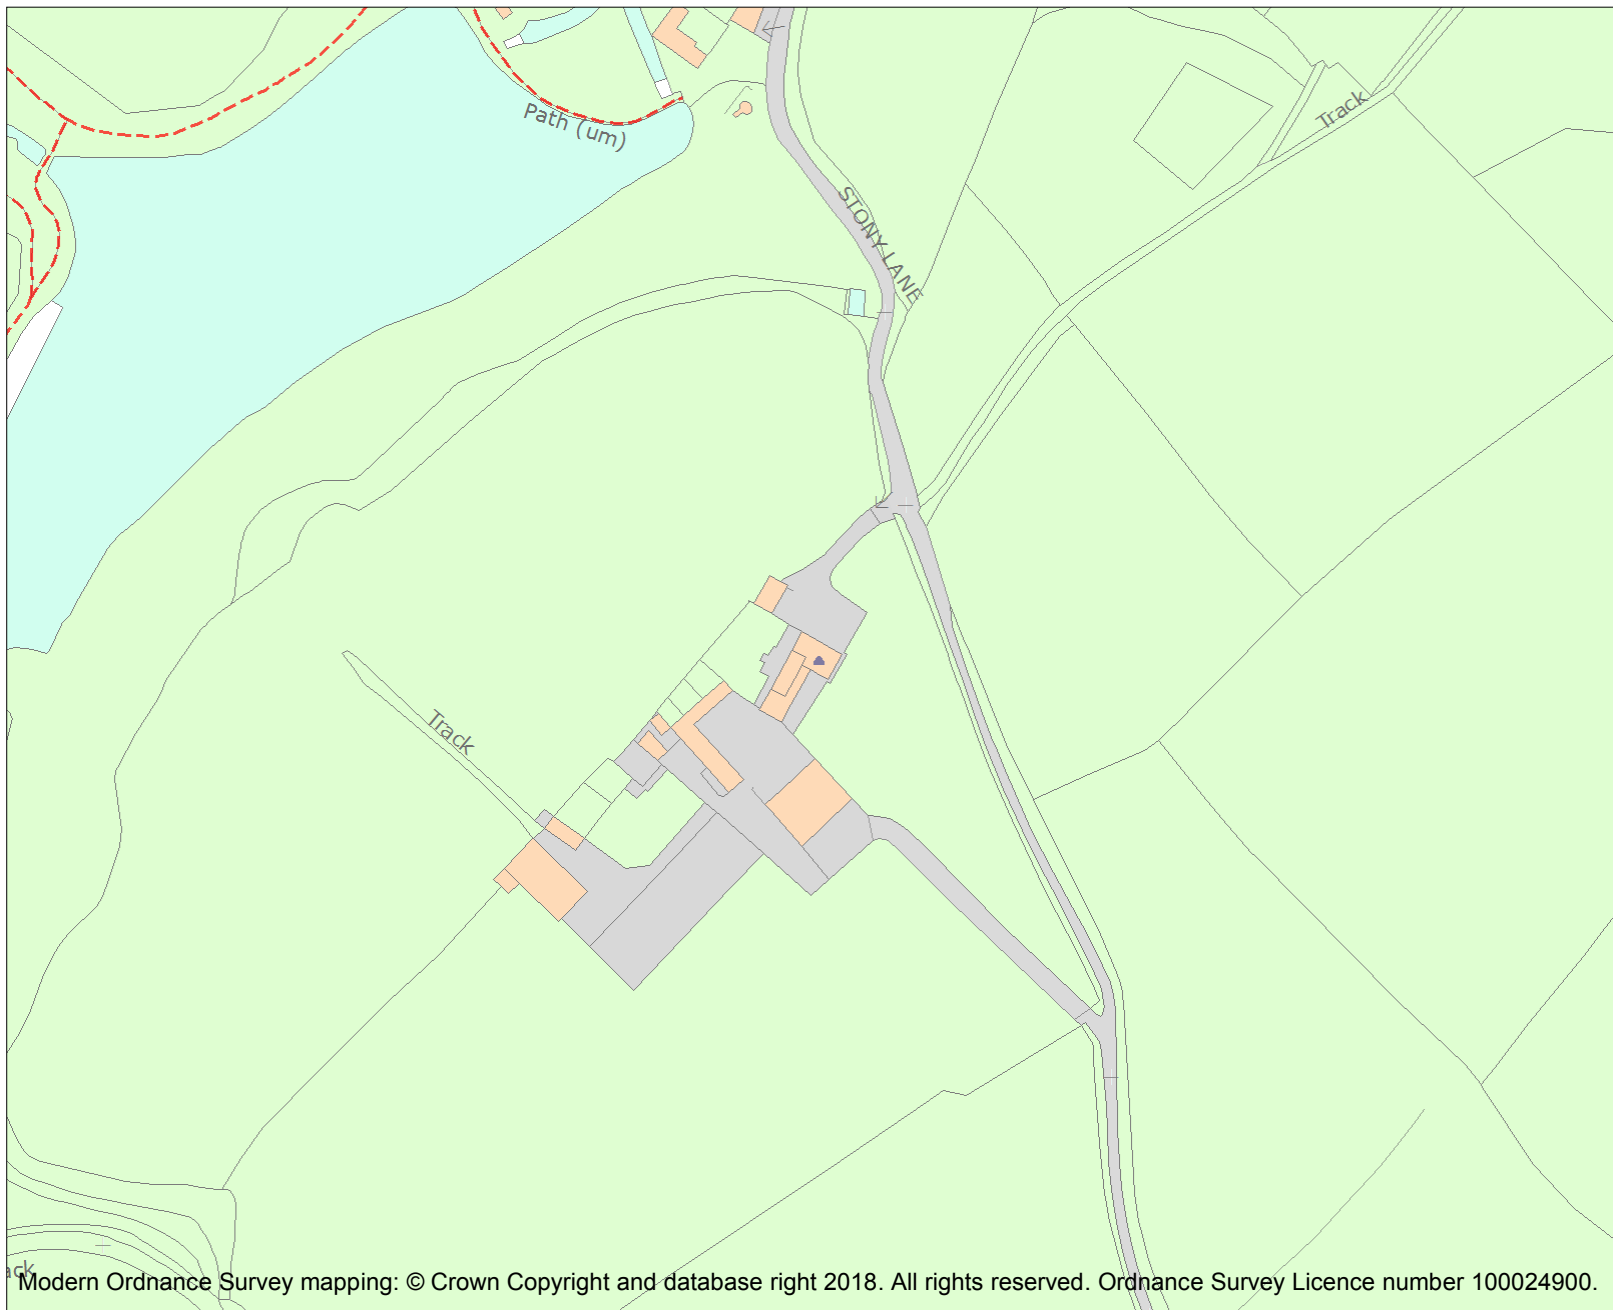 Path (um)
Track
STONY LANE
Track
ack
Modern Ordnance Survey mapping: © Crown Copyright and database right 2018. All rights reserved. Ordnance Survey Licence number 100024900.